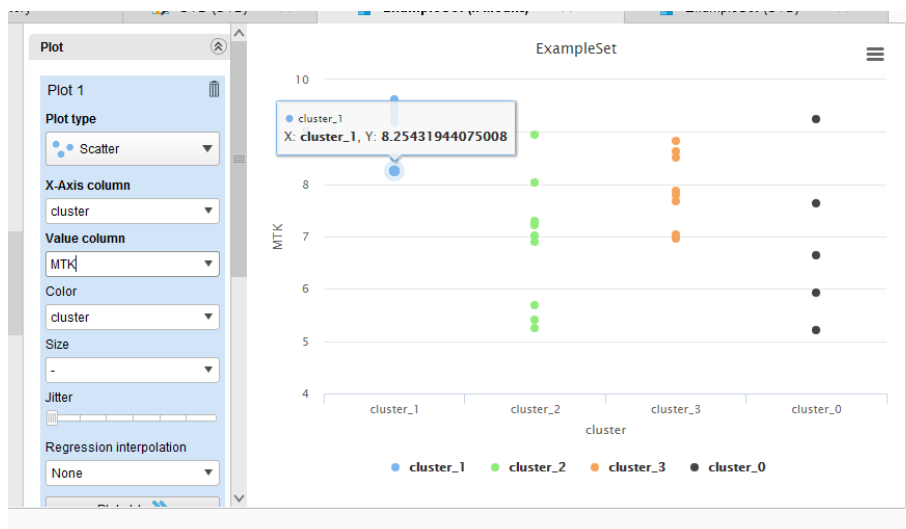 Plot
Plot 1
Plot type
Scatter
X-Axis column
cluster
Value column
MTK
Color
cluster
Size
-
Jitter
Regression interpolation
None
ExampleSet
10
8
7
6
5
4
MTK
cluster_1
X: cluster_1, Y: 8.25431944075008
cluster_1
cluster_2
cluster_3
cluster_0
cluster
cluster_1
cluster_2
cluster_3
cluster_0